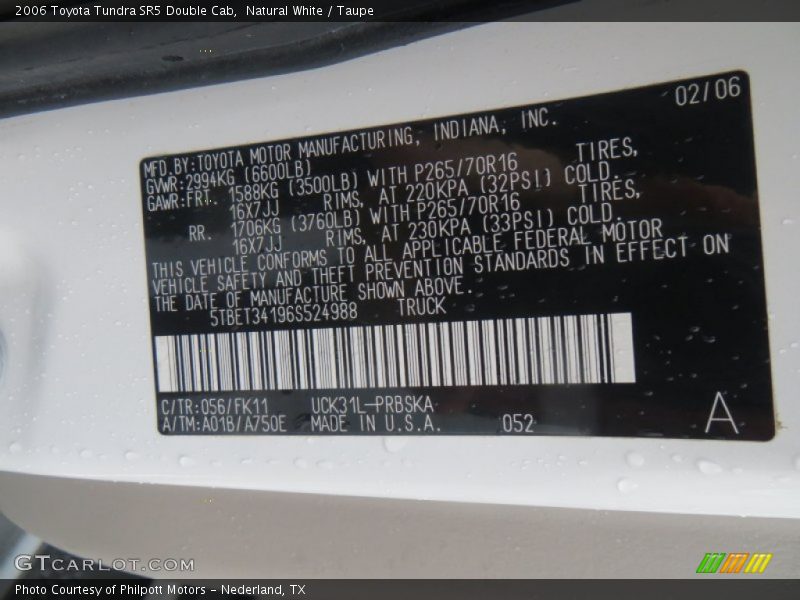 2006 Toyota Tundra SR5 Double Cab, Natural White / Taupe
02/06
MFD.BY:TOYOTA MOTOR MANUFACTURING, INDIANA, INC.
GVWR:2994KG (6600LB)
GAWR:FRT. 1588KG (3500LB) WITH P265/70R16 TIRES,
16X7JJ RIMS, AT 220KPA (32PSI) COLD.
RR. 1706KG (3760LB) WITH P265/70R16 TIRES,
16X7JJ RIMS, AT 230KPA (33PSI) COLD.
THIS VEHICLE CONFORMS TO ALL APPLICABLE FEDERAL MOTOR
VEHICLE SAFETY AND THEFT PREVENTION STANDARDS IN EFFECT ON
THE DATE OF MANUFACTURE SHOWN ABOVE.
5TBET34196S524988 TRUCK
C/TR:056/FK11 UCK31L-PRBSKA
A/TM:A01B/A750E MADE IN U.S.A. 052
A
GTCARLOT.COM
Photo Courtesy of Philpott Motors - Nederland, TX